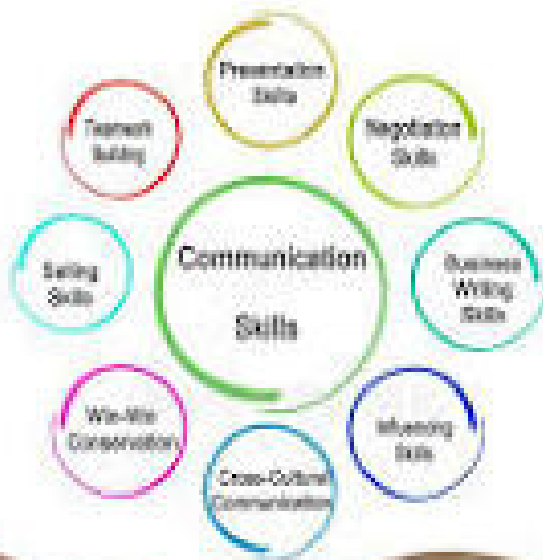 Presentation
Skills
Negotiation
Skills
Business
Writing
Skills
Influencing
Skills
Cross-Cultural
Communication
Win-Win
Conservation
Selling
Skills
Teamwork
Building
Communication
Skills